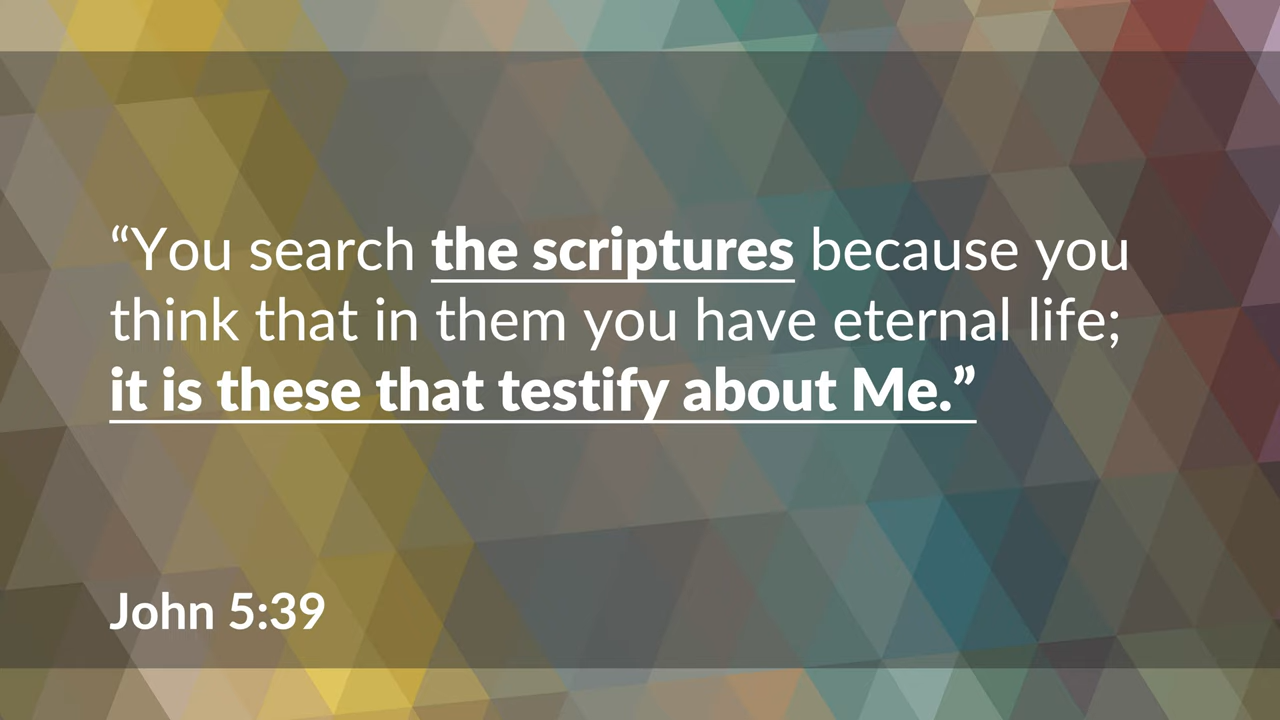 “You search the scriptures because you
think that in them you have eternal life;
it is these that testify about Me.”
John 5:39